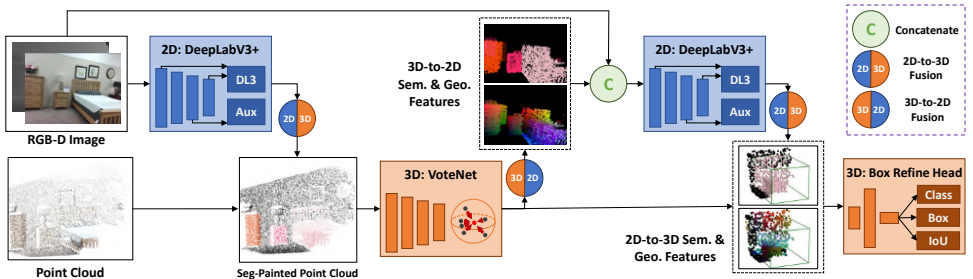 2D: DeepLabV3+
DL3
Aux
RGB-D Image
2D 3D
3D-to-2D
Sem. & Geo.
Features
C
2D: DeepLabV3+
DL3
Aux
2D 3D
C
Concatenate
2D 3D
2D-to-3D
Fusion
3D 2D
3D-to-2D
Fusion
Point Cloud
Seg-Painted Point Cloud
3D: VoteNet
3D 2D
2D-to-3D Sem. &
Geo. Features
3D: Box Refine Head
Class
Box
IoU